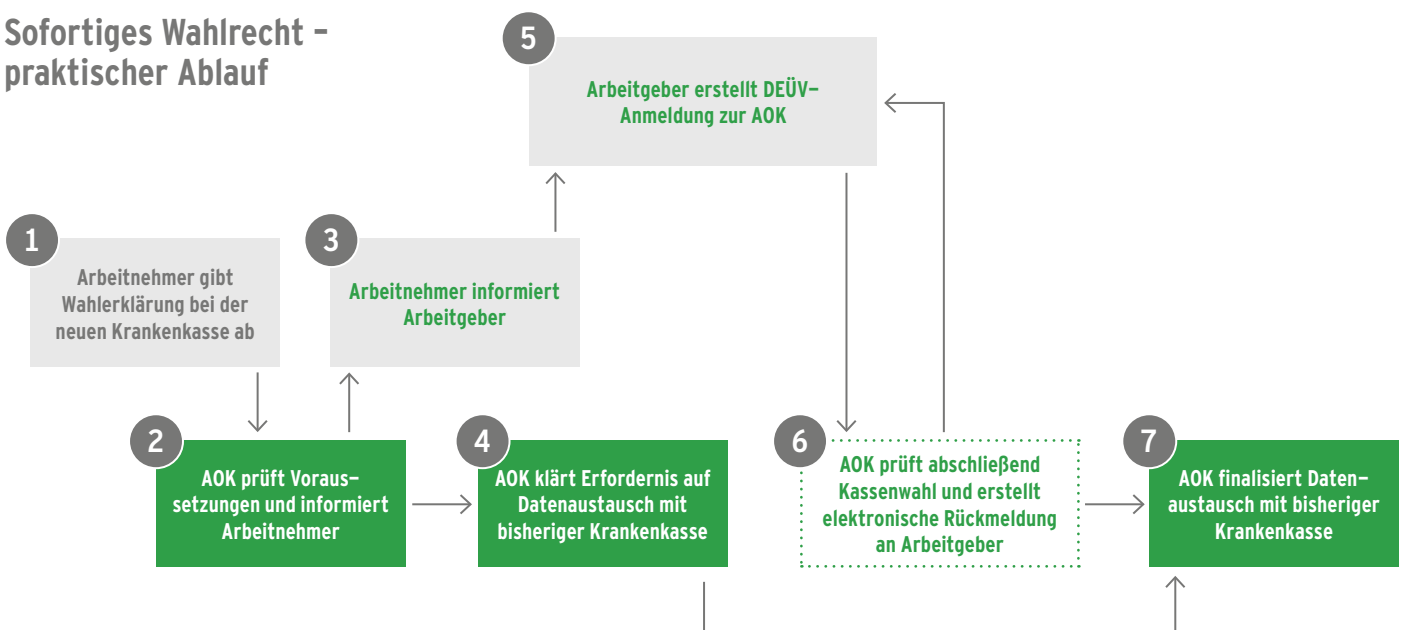 Sofortiges Wahlrecht –
praktischer Ablauf
1
Arbeitnehmer gibt
Wahlerklärung bei der
neuen Krankenkasse ab
2
AOK prüft Voraus–
setzungen und informiert
Arbeitnehmer
3
Arbeitnehmer informiert
Arbeitgeber
4
AOK klärt Erfordernis auf
Datenaustausch mit
bisheriger Krankenkasse
5
Arbeitgeber erstellt DEÜV–
Anmeldung zur AOK
6
AOK prüft abschließend
Kassenwahl und erstellt
elektronische Rückmeldung
an Arbeitgeber
7
AOK finalisiert Daten–
austausch mit bisheriger
Krankenkasse